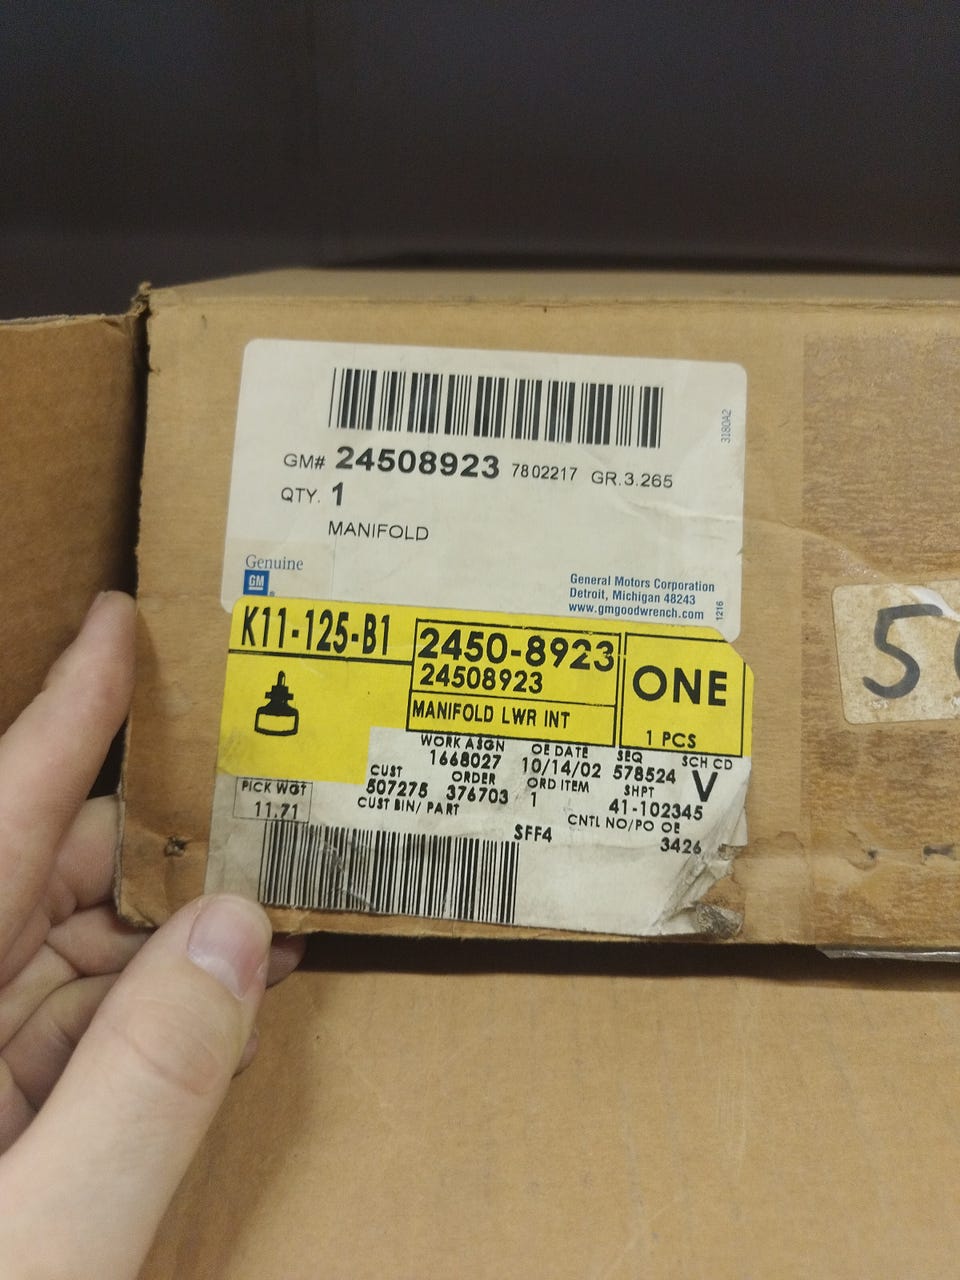 3180A2
GM# 24508923 7802217 GR.3.265
QTY. 1
MANIFOLD
Genuine
GM
General Motors Corporation
Detroit, Michigan 48243
www.gmgoodwrench.com
1216
K11-125-B1
2450-8923
24508923
MANIFOLD LWR INT
ONE
1 PCS
WORK ASGN OE DATE SEQ SCH CD
1668027 10/14/02 578524 V
CUST ORDER ORD ITEM SHPT
507275 376703 1 41-102345
CUST BIN/ PART CNTL NO/PO OE
SFF4 3426
PICK WGT
11.71
5